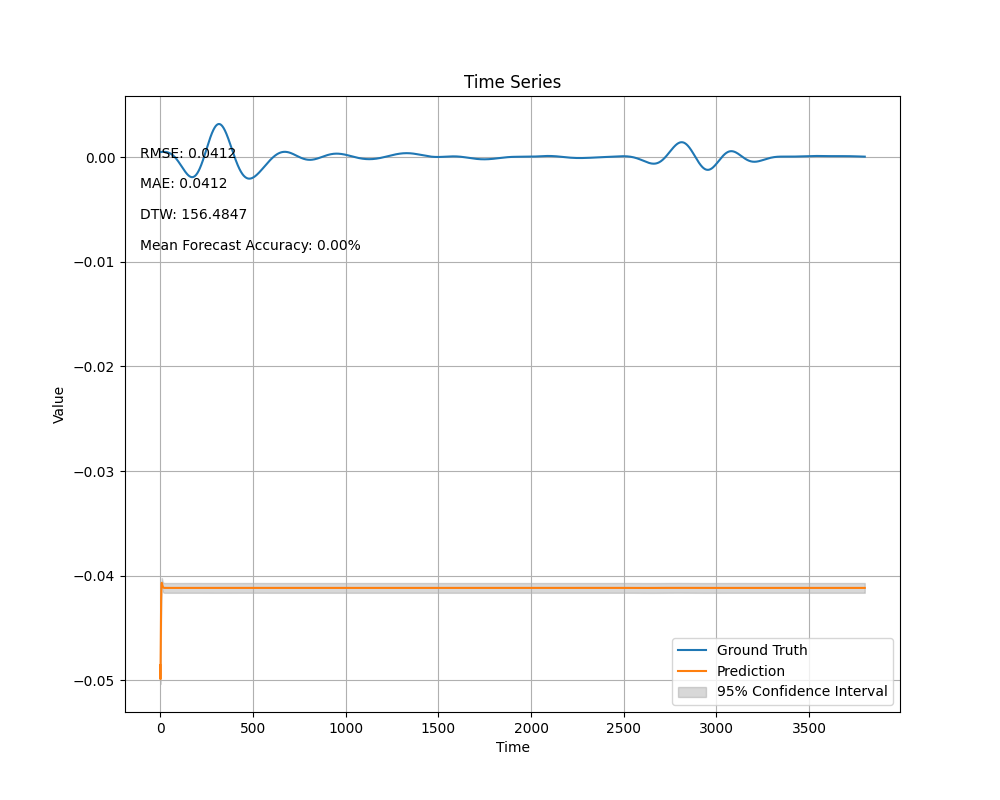 Time Series
RMSE: 0.0412
MAE: 0.0412
DTW: 156.4847
Mean Forecast Accuracy: 0.00%
0.00
−0.01
−0.02
−0.03
−0.04
−0.05
Value
Ground Truth
Prediction
95% Confidence Interval
0 500 1000 1500 2000 2500 3000 3500
Time